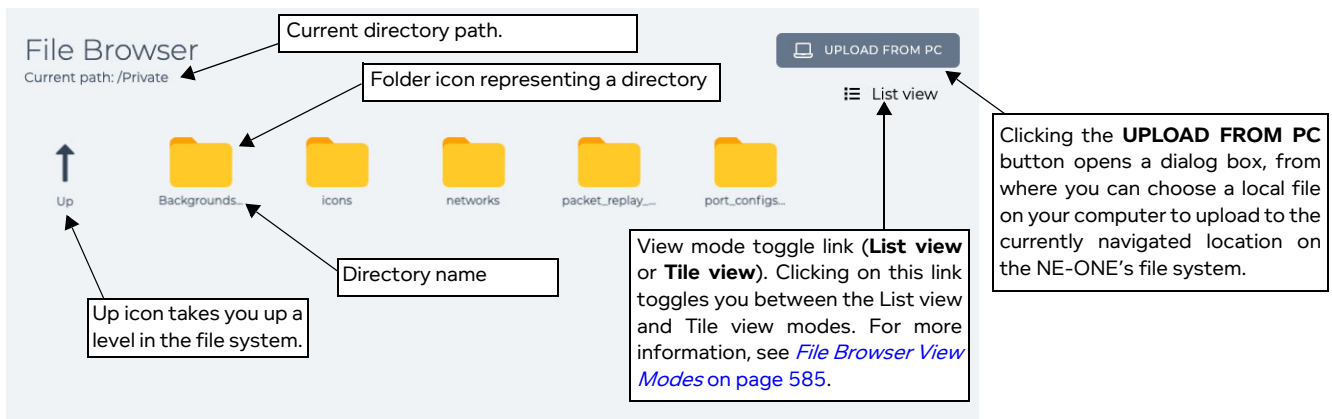 File Browser
Current path: /Private
Current directory path.
Folder icon representing a directory
UPLOAD FROM PC
List view
Up
Backgrounds...
icons
networks
packet_replay_...
port_configs...
Directory name
Up icon takes you up a
level in the file system.
View mode toggle link (List view
or Tile view). Clicking on this link
toggles you between the List view
and Tile view modes. For more
information, see File Browser View
Modes on page 585.
Clicking the UPLOAD FROM PC
button opens a dialog box, from
where you can choose a local file
on your computer to upload to the
currently navigated location on
the NE-ONE's file system.